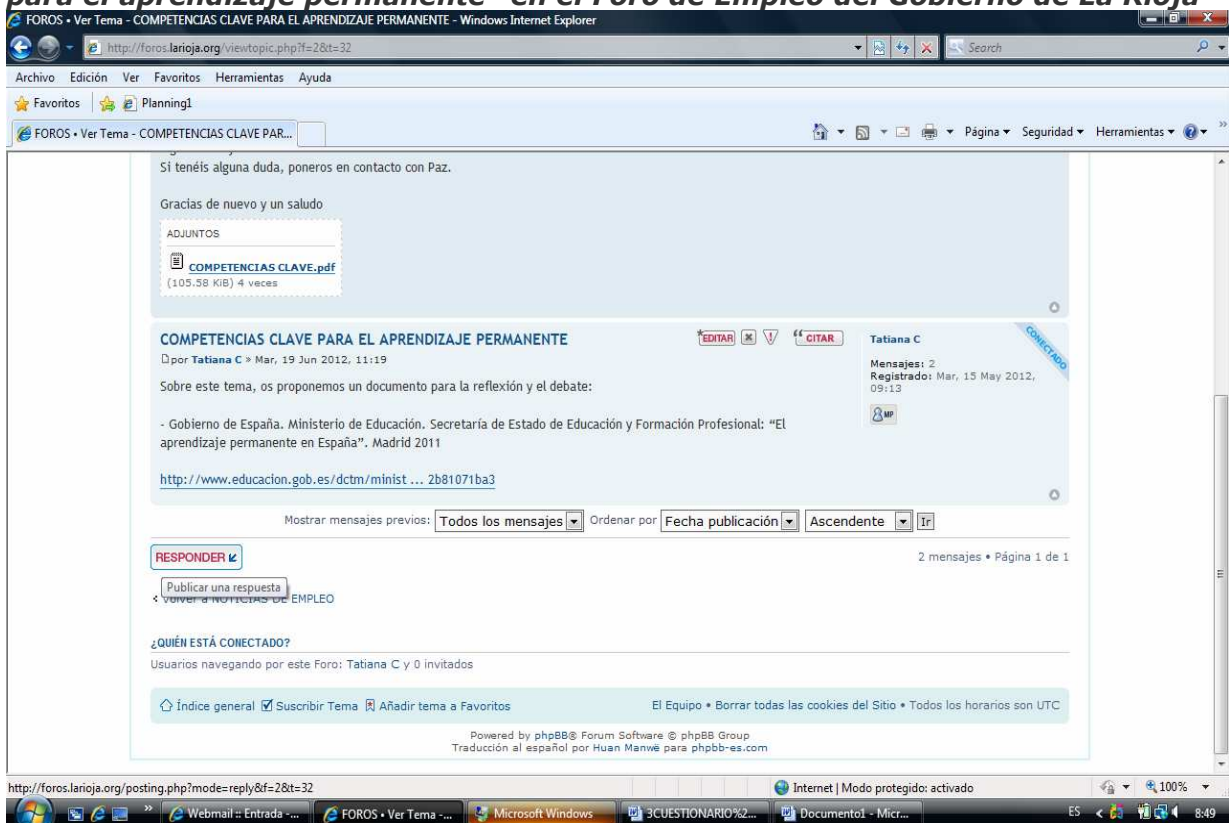 para el aprendizaje permanente" en el Foro de Empleo del Gobierno de La Rioja
FOROS • Ver Tema - COMPETENCIAS CLAVE PARA EL APRENDIZAJE PERMANENTE - Windows Internet Explorer
http://foros.larioja.org/viewtopic.php?f=2&t=32
Search
Archivo Edición Ver Favoritos Herramientas Ayuda
Favoritos Planning1
FOROS • Ver Tema - COMPETENCIAS CLAVE PAR...
Página Seguridad Herramientas
Si tenéis alguna duda, poneros en contacto con Paz.
Gracias de nuevo y un saludo
ADJUNTOS
COMPETENCIAS CLAVE.pdf
(105.58 KiB) 4 veces
COMPETENCIAS CLAVE PARA EL APRENDIZAJE PERMANENTE
EDITAR CITAR
por Tatiana C » Mar, 19 Jun 2012, 11:19
Sobre este tema, os proponemos un documento para la reflexión y el debate:
- Gobierno de España. Ministerio de Educación. Secretaría de Estado de Educación y Formación Profesional: “El
aprendizaje permanente en España”. Madrid 2011
http://www.educacion.gob.es/dctm/minist ... 2b81071ba3
CONECTADO
Tatiana C
Mensajes: 2
Registrado: Mar, 15 May 2012,
09:13
MP
Mostrar mensajes previos: Todos los mensajes Ordenar por Fecha publicación Ascendente Ir
RESPONDER
2 mensajes • Página 1 de 1
Publicar una respuesta
Volver a NOTICIAS DE EMPLEO
¿QUIÉN ESTÁ CONECTADO?
Usuarios navegando por este Foro: Tatiana C y 0 invitados
Índice general Suscribir Tema Añadir tema a Favoritos
El Equipo • Borrar todas las cookies del Sitio • Todos los horarios son UTC
Powered by phpBB® Forum Software © phpBB Group
Traducción al español por Huan Manwë para phpbb-es.com
http://foros.larioja.org/posting.php?mode=reply&f=2&t=32
Internet | Modo protegido: activado
100%
Webmail :: Entrada -...
FOROS • Ver Tema -...
Microsoft Windows
3CUESTIONARIO%2...
Documento1 - Micr...
ES
8:49